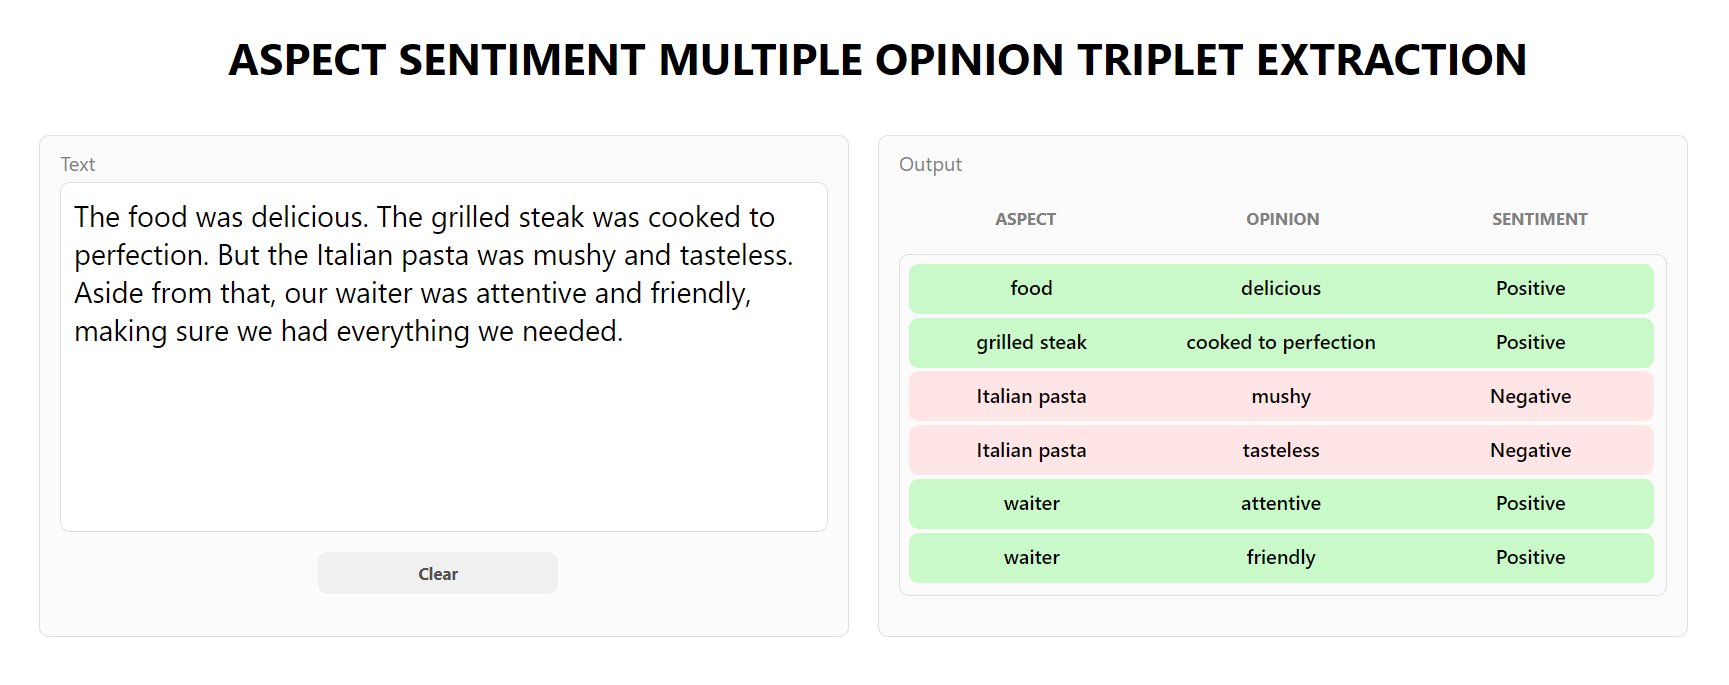 ASPECT SENTIMENT MULTIPLE OPINION TRIPLET EXTRACTION
Text
The food was delicious. The grilled steak was cooked to
perfection. But the Italian pasta was mushy and tasteless.
Aside from that, our waiter was attentive and friendly,
making sure we had everything we needed.
Clear
Output
ASPECT OPINION SENTIMENT
food delicious Positive
grilled steak cooked to perfection Positive
Italian pasta mushy Negative
Italian pasta tasteless Negative
waiter attentive Positive
waiter friendly Positive